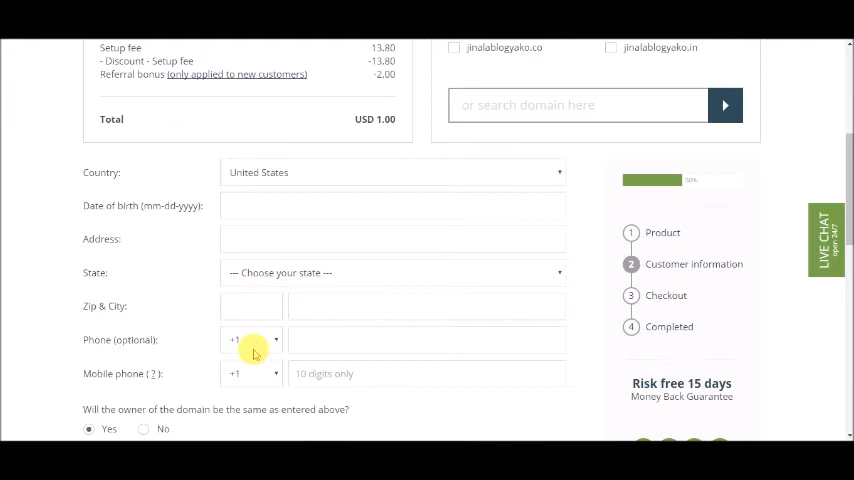 Setup fee 13.80
- Discount - Setup fee -13.80
Referral bonus (only applied to new customers) -2.00
Total USD 1.00
jinalablogyako.co jinalablogyako.in
or search domain here
Country: United States
Date of birth (mm-dd-yyyy):
Address:
State: --- Choose your state ---
Zip & City:
Phone (optional): +1
Mobile phone ( ? ): +1 10 digits only
Will the owner of the domain be the same as entered above?
Yes No
50%
1 Product
2 Customer information
3 Checkout
4 Completed
Risk free 15 days
Money Back Guarantee
LIVE CHAT
open 24/7